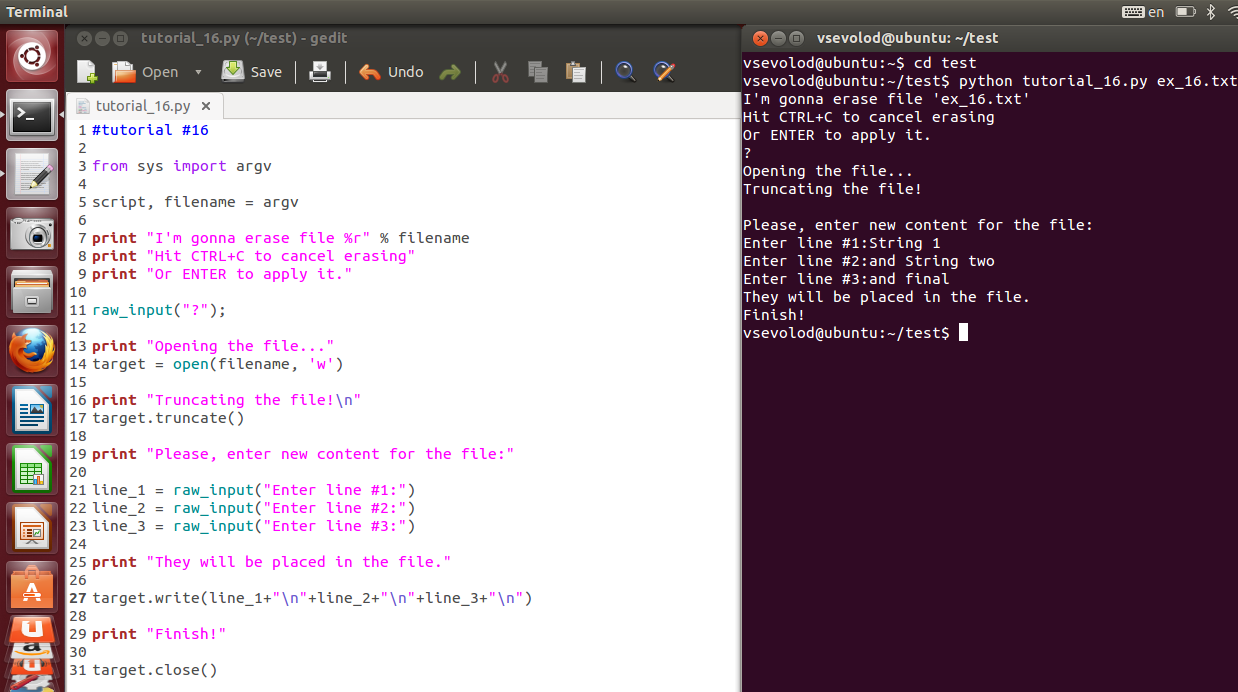 Terminal
en
tutorial_16.py (~/test) - gedit
Open
Save
Undo
tutorial_16.py
1 #tutorial #16
2
3 from sys import argv
4
5 script, filename = argv
6
7 print "I'm gonna erase file %r" % filename
8 print "Hit CTRL+C to cancel erasing"
9 print "Or ENTER to apply it."
10
11 raw_input("?");
12
13 print "Opening the file..."
14 target = open(filename, 'w')
15
16 print "Truncating the file!\n"
17 target.truncate()
18
19 print "Please, enter new content for the file:"
20
21 line_1 = raw_input("Enter line #1:")
22 line_2 = raw_input("Enter line #2:")
23 line_3 = raw_input("Enter line #3:")
24
25 print "They will be placed in the file."
26
27 target.write(line_1+"\n"+line_2+"\n"+line_3+"\n")
28
29 print "Finish!"
30
31 target.close()
vsevolod@ubuntu: ~/test
vsevolod@ubuntu:~$ cd test
vsevolod@ubuntu:~/test$ python tutorial_16.py ex_16.txt
I'm gonna erase file 'ex_16.txt'
Hit CTRL+C to cancel erasing
Or ENTER to apply it.
?
Opening the file...
Truncating the file!
Please, enter new content for the file:
Enter line #1:String 1
Enter line #2:and String two
Enter line #3:and final
They will be placed in the file.
Finish!
vsevolod@ubuntu:~/test$